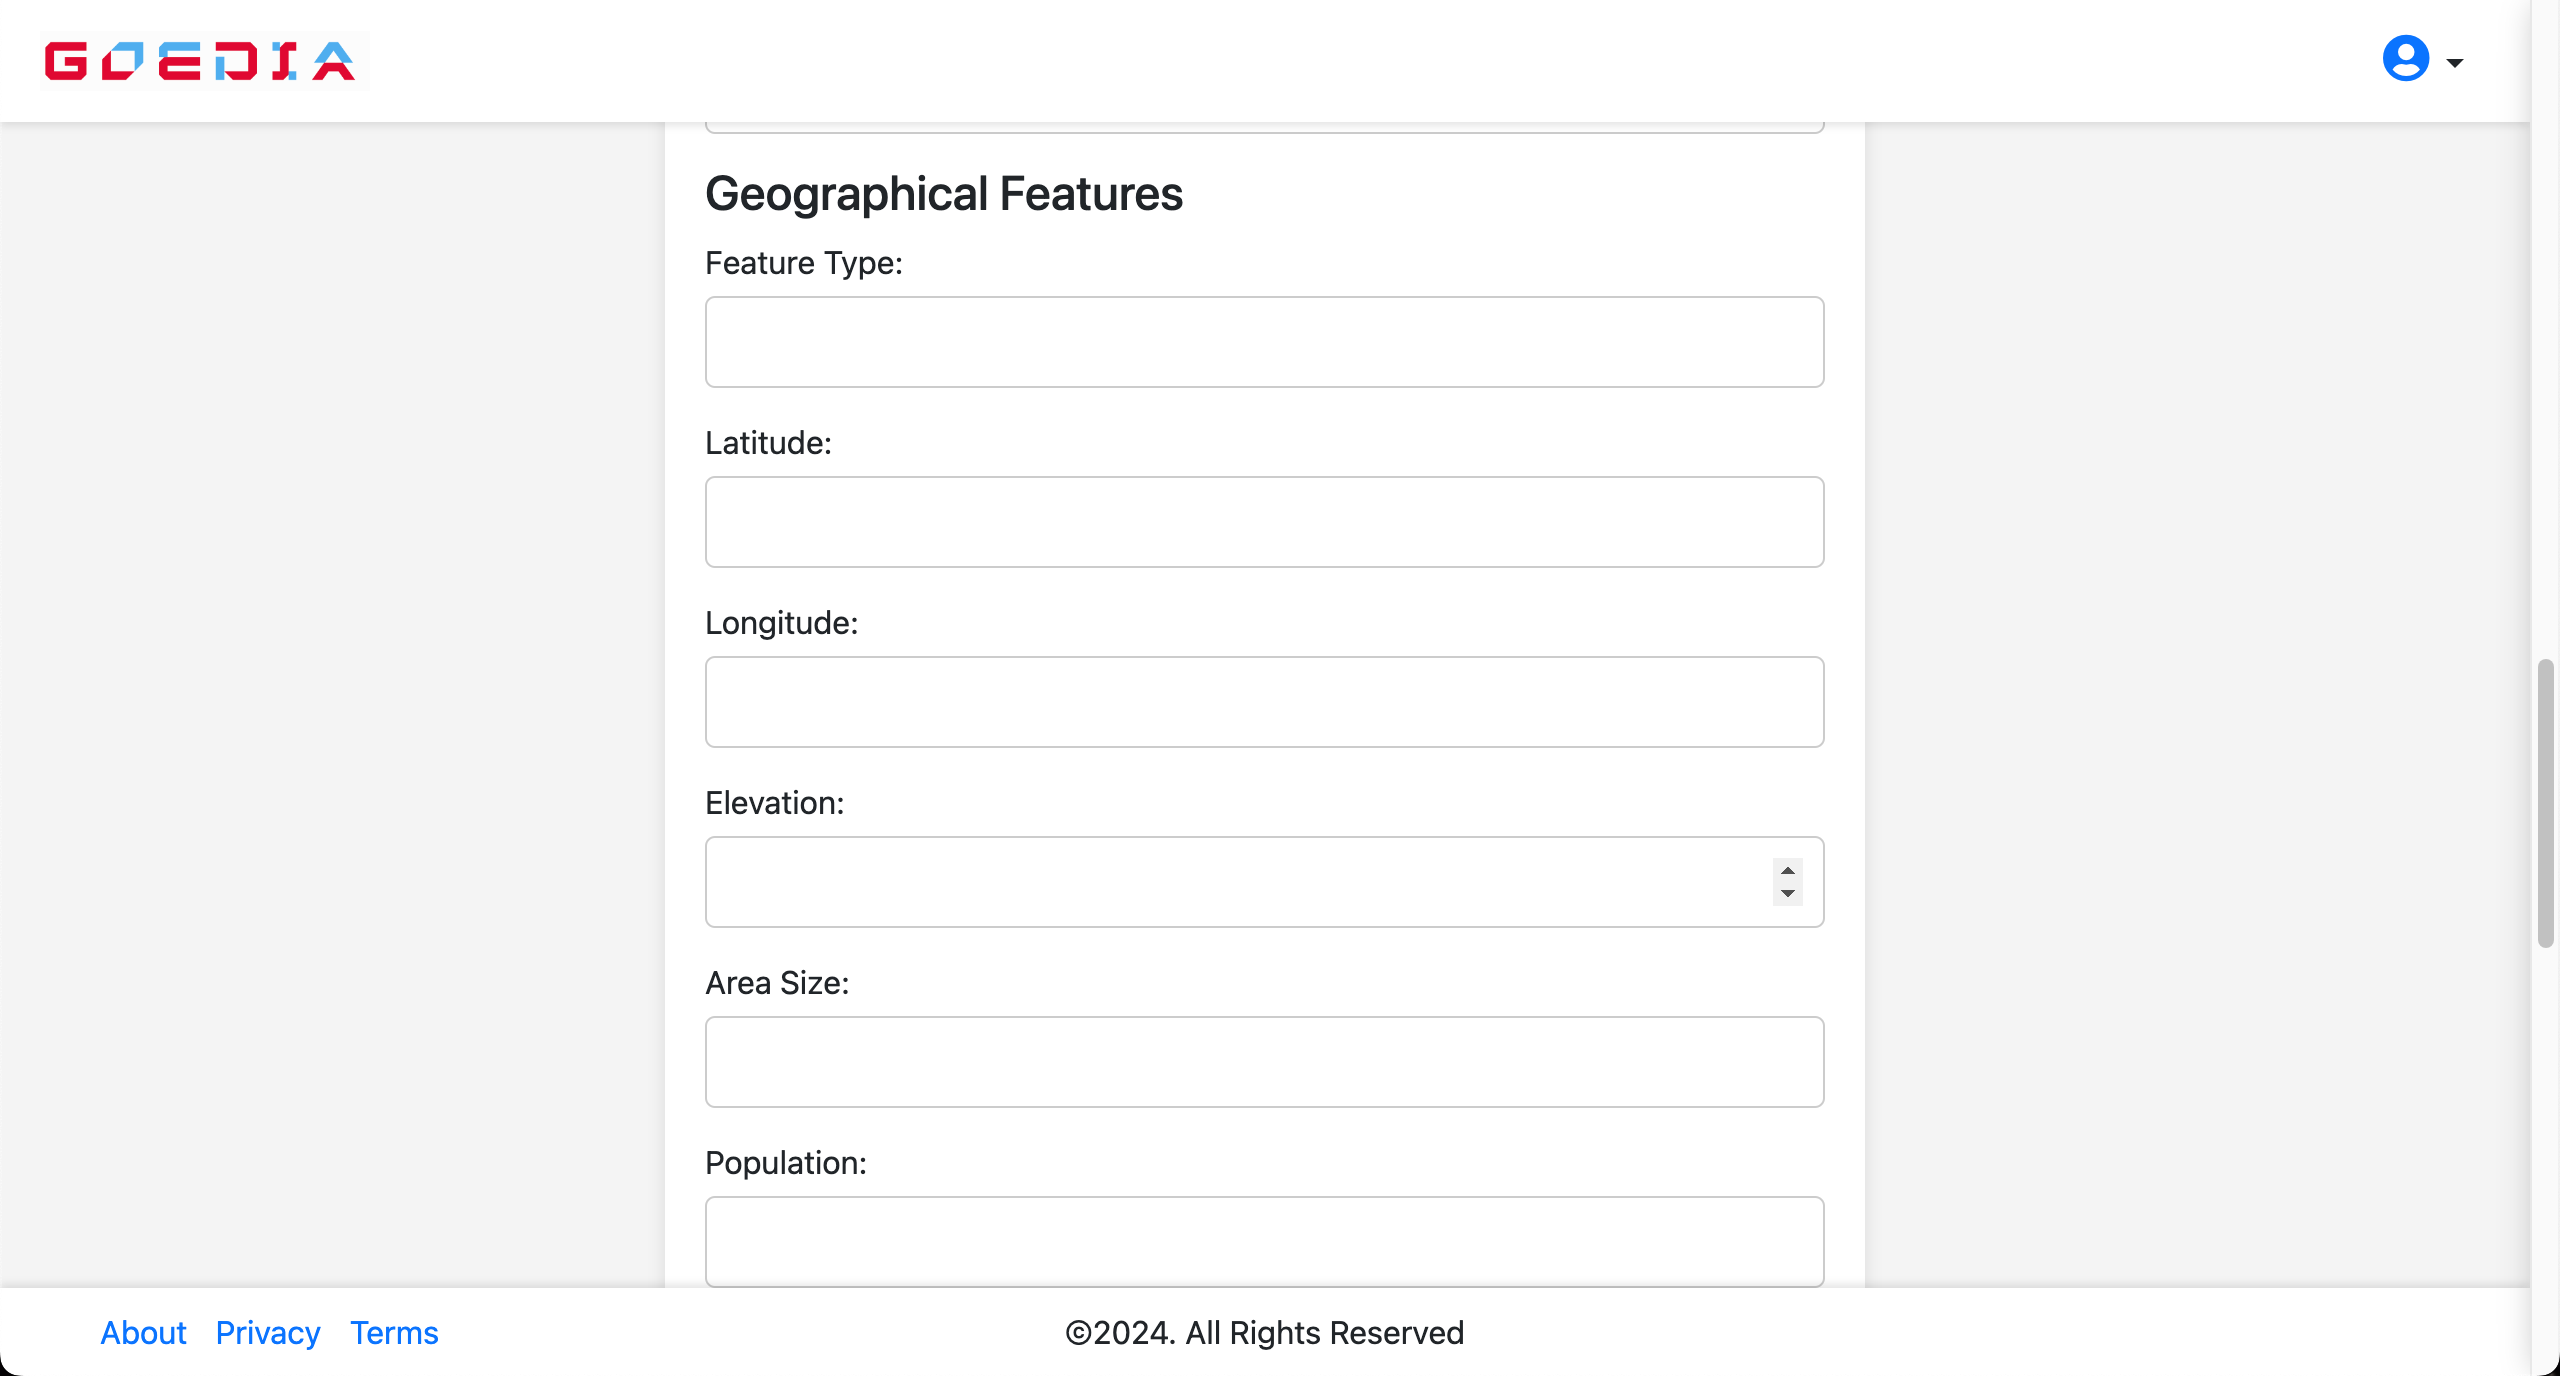 GOEDIA
Geographical Features
Feature Type:
Latitude:
Longitude:
Elevation:
Area Size:
Population:
About Privacy Terms ©2024. All Rights Reserved